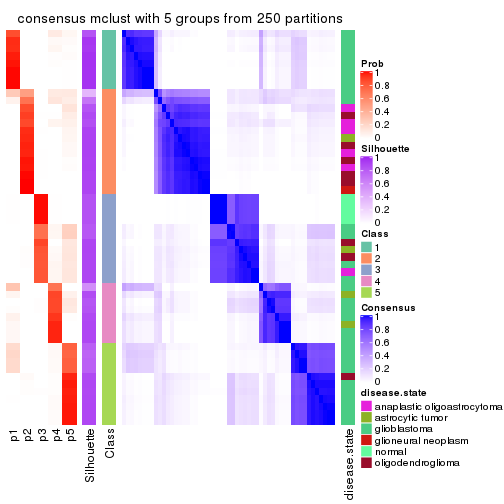 consensus mclust with 5 groups from 250 partitions
Prob
1
0.8
0.6
0.4
0.2
0
Silhouette
1
0.8
0.6
0.4
0.2
0
Class
1
2
3
4
5
Consensus
1
0.8
0.6
0.4
0.2
0
disease.state
anaplastic oligoastrocytoma
astrocytic tumor
glioblastoma
glioneural neoplasm
normal
oligodendroglioma
p1
p2
p3
p4
p5
Silhouette
Class
disease.state